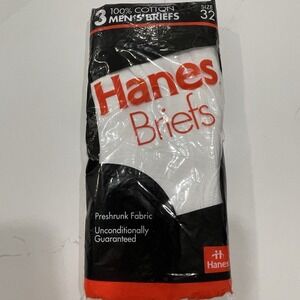 3 100% COTTON
MEN'S BRIEFS
SIZE
32
Hanes
Briefs
Preshrunk Fabric
Unconditionally
Guaranteed
Hanes